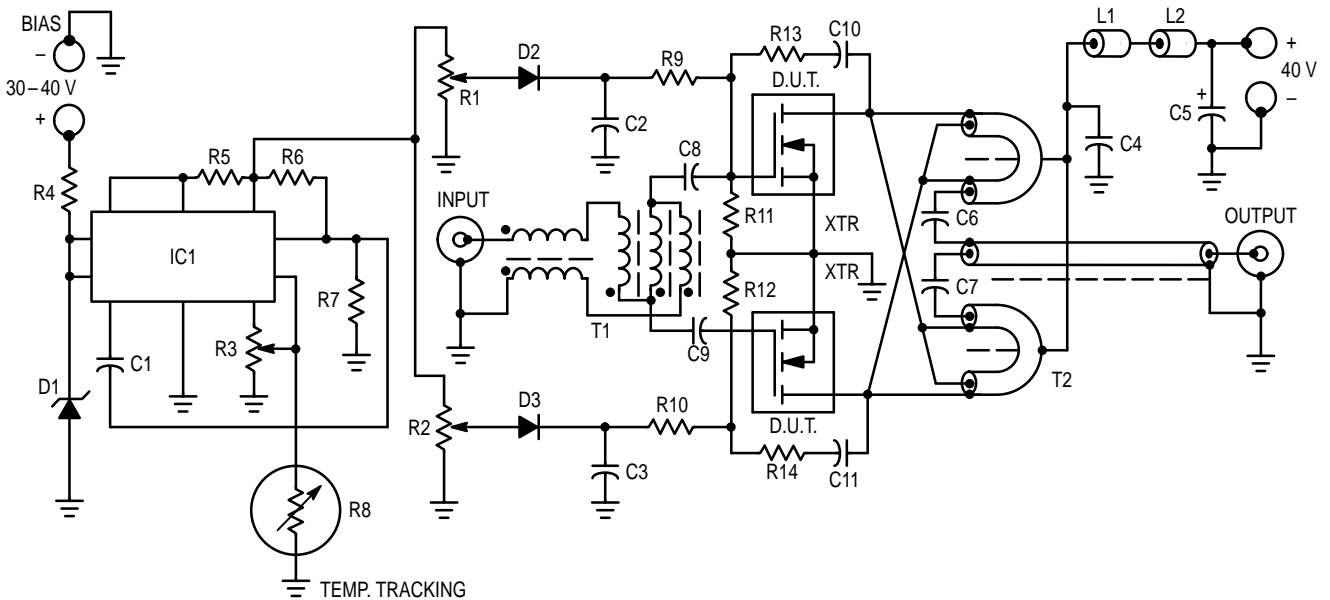 BIAS
–
30–40 V
+
R4
R5
R6
IC1
R7
R3
C1
D1
R8
TEMP. TRACKING
R1
D2
R9
C2
INPUT
C8
T1
C9
R2
D3
R10
C3
R13
C10
D.U.T.
R11
XTR
XTR
R12
D.U.T.
R14
C11
L1
L2
+
40 V
–
+
C5
C4
C6
C7
OUTPUT
T2